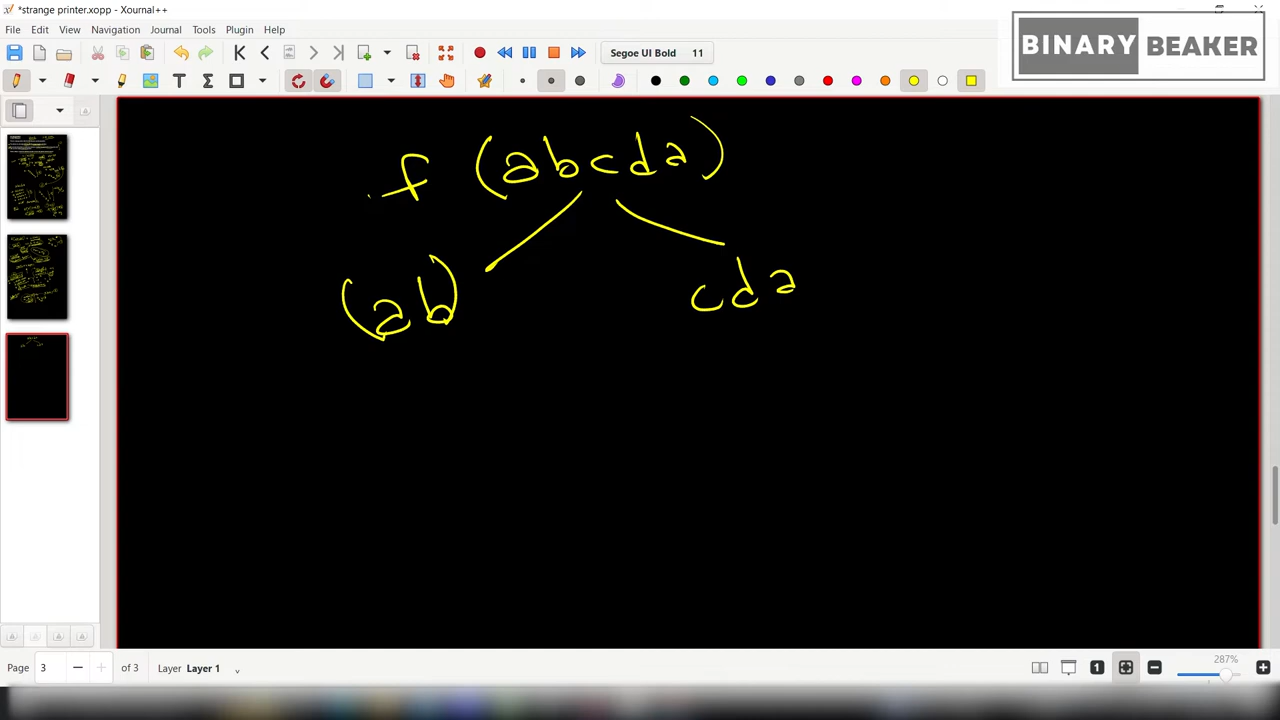 *strange printer.xopp - Xournal++
File Edit View Navigation Journal Tools Plugin Help
BINARY BEAKER
Segoe UI Bold 11
f (abcda)
(ab) cda
Page 3 of 3 Layer Layer 1 287%